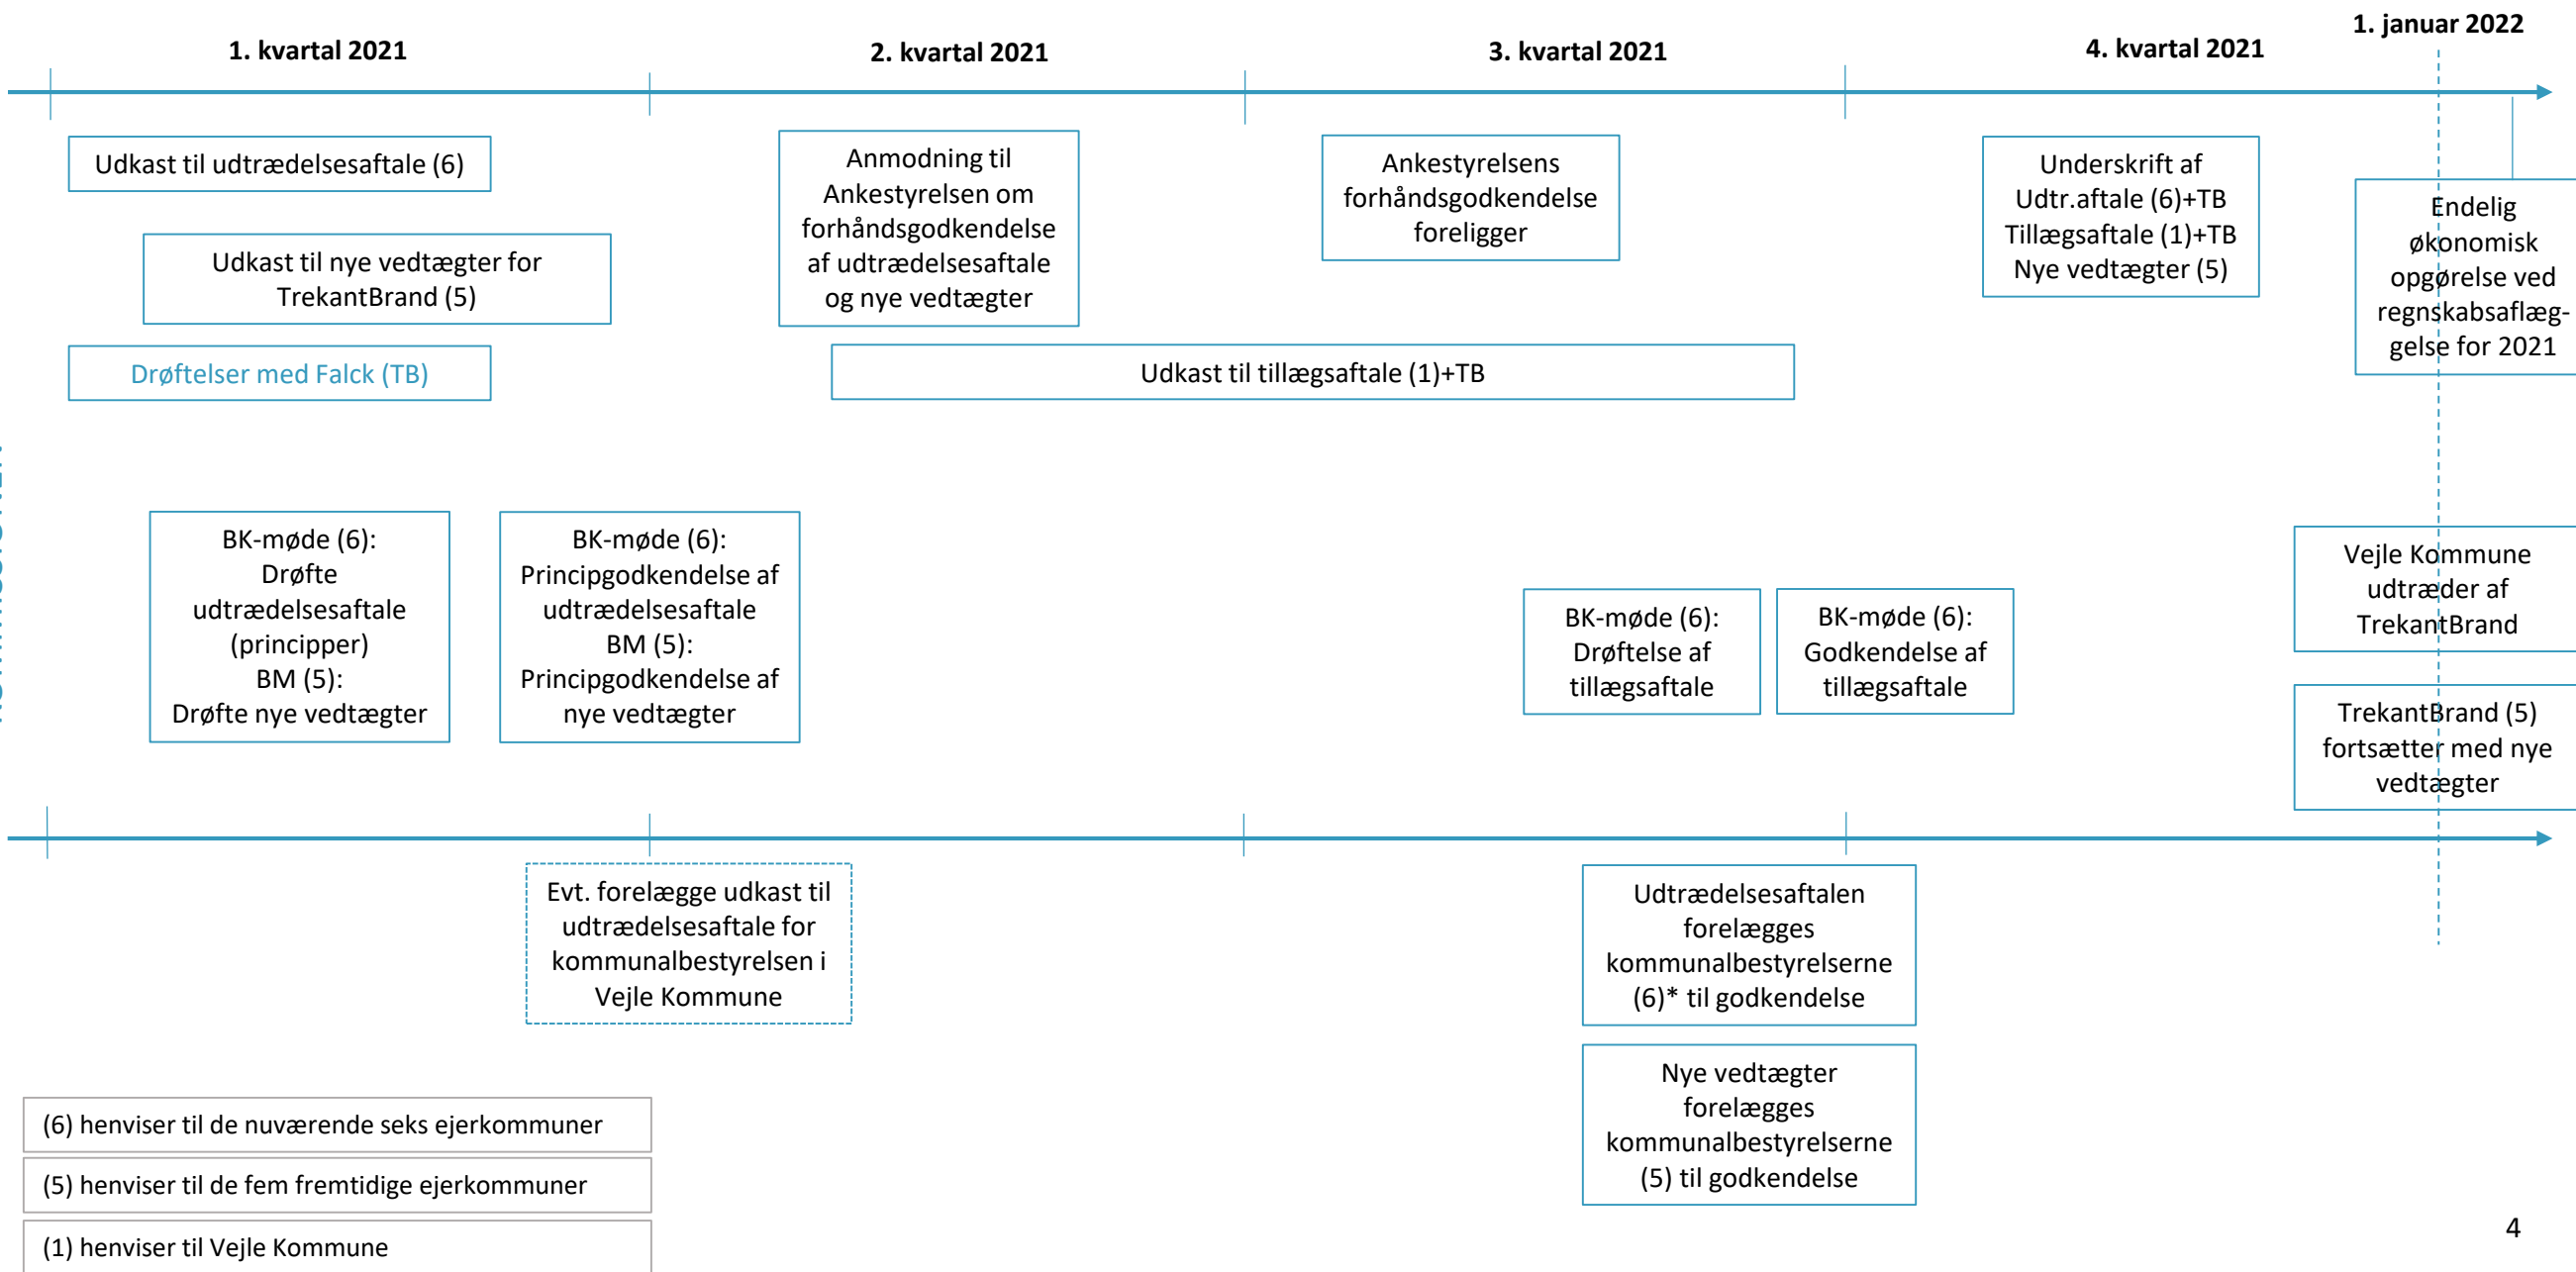 1. januar 2022
1. kvartal 2021
2. kvartal 2021
3. kvartal 2021
4. kvartal 2021
Udkast til udtrædelsesaftale (6)
Udkast til nye vedtægter for
TrekantBrand (5)
Drøftelser med Falck (TB)
Anmodning til
Ankestyrelsen om
forhåndsgodkendelse
af udtrædelsesaftale
og nye vedtægter
Ankestyrelsens
forhåndsgodkendelse
foreligger
Udkast til tillægsaftale (1)+TB
Underskrift af
Udtr.aftale (6)+TB
Tillægsaftale (1)+TB
Nye vedtægter (5)
Endelig
økonomisk
opgørelse ved
regnskabsaflæg-
gelse for 2021
BK-møde (6):
Drøfte
udtrædelsesaftale
(principper)
BM (5):
Drøfte nye vedtægter
BK-møde (6):
Principgodkendelse af
udtrædelsesaftale
BM (5):
Principgodkendelse af
nye vedtægter
BK-møde (6):
Drøftelse af
tillægsaftale
BK-møde (6):
Godkendelse af
tillægsaftale
Vejle Kommune
udtræder af
TrekantBrand
TrekantBrand (5)
fortsætter med nye
vedtægter
Evt. forelægge udkast til
udtrædelsesaftale for
kommunalbestyrelsen i
Vejle Kommune
Udtrædelsesaftalen
forelægges
kommunalbestyrelserne
(6)* til godkendelse
Nye vedtægter
forelægges
kommunalbestyrelserne
(5) til godkendelse
(6) henviser til de nuværende seks ejerkommuner
(5) henviser til de fem fremtidige ejerkommuner
(1) henviser til Vejle Kommune
4